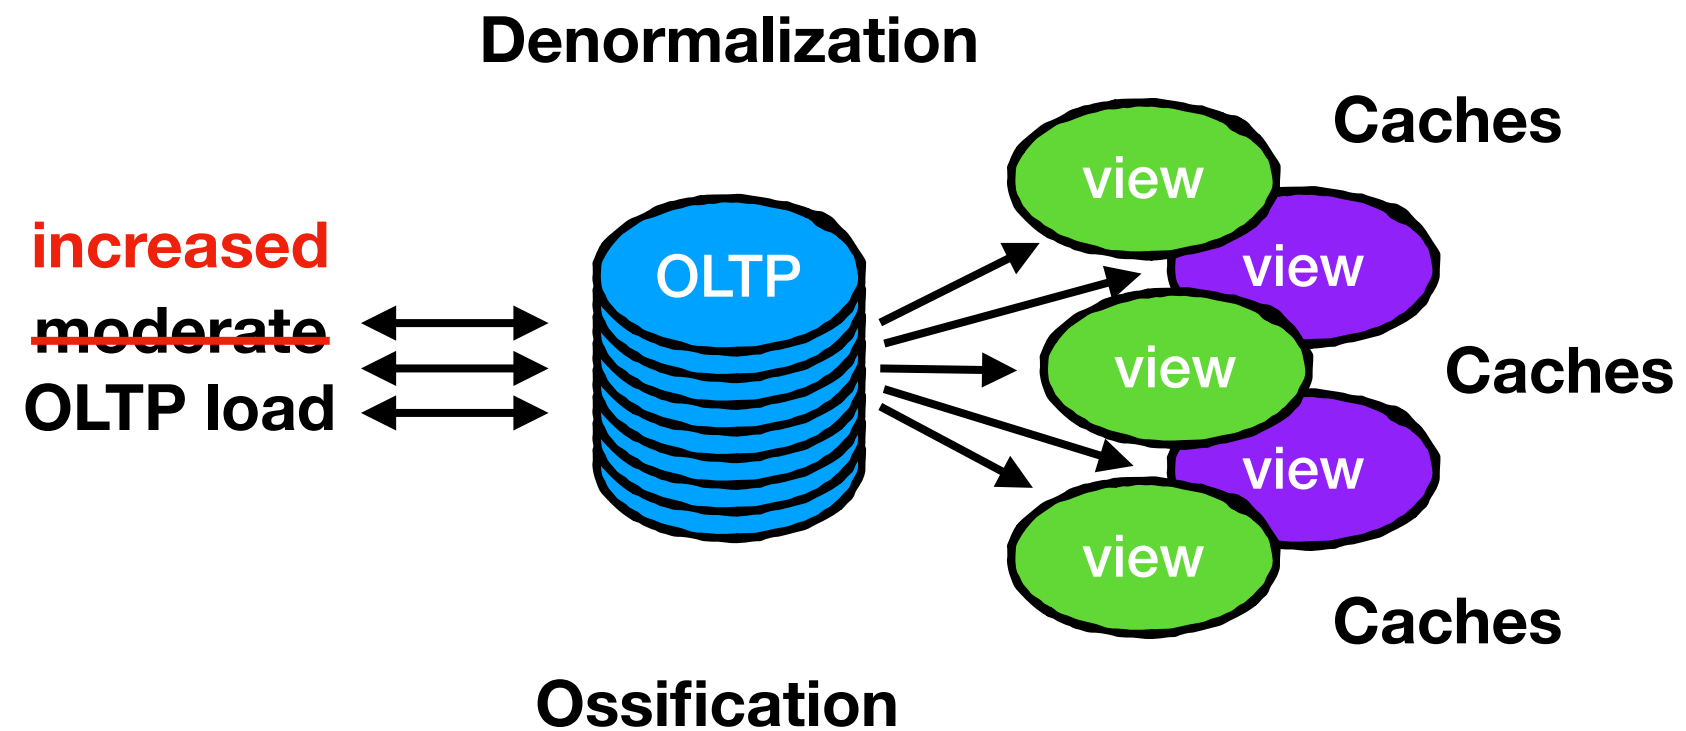 Denormalization
Caches
view
view
increased
OLTP
moderate
OLTP load
view
Caches
view
view
Caches
Ossification